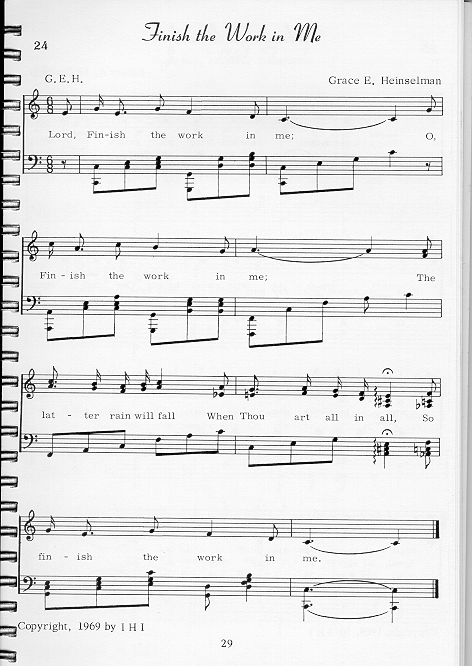 24
Finish the Work in Me
G.E.H. Grace E. Heinselman
Lord, Fin-ish the work in me; O,
Fin - ish the work in me; The
lat - ter rain will fall When Thou art all in all, So
fin - ish the work in me.
Copyright, 1969 by I H I
29